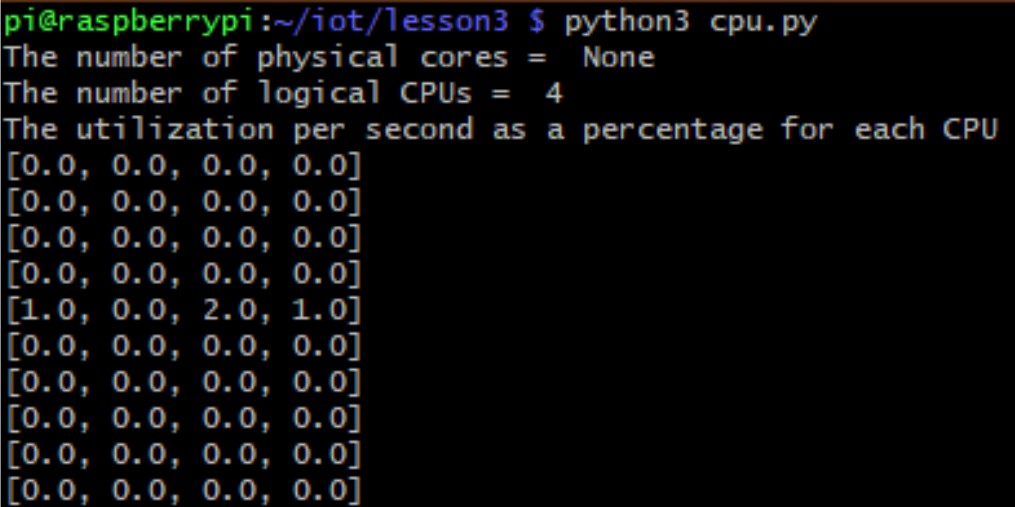 pi@raspberrypi:~/iot/lesson3 $ python3 cpu.py
The number of physical cores =  None
The number of logical CPUs =  4
The utilization per second as a percentage for each CPU
[0.0, 0.0, 0.0, 0.0]
[0.0, 0.0, 0.0, 0.0]
[0.0, 0.0, 0.0, 0.0]
[0.0, 0.0, 0.0, 0.0]
[1.0, 0.0, 2.0, 1.0]
[0.0, 0.0, 0.0, 0.0]
[0.0, 0.0, 0.0, 0.0]
[0.0, 0.0, 0.0, 0.0]
[0.0, 0.0, 0.0, 0.0]
[0.0, 0.0, 0.0, 0.0]